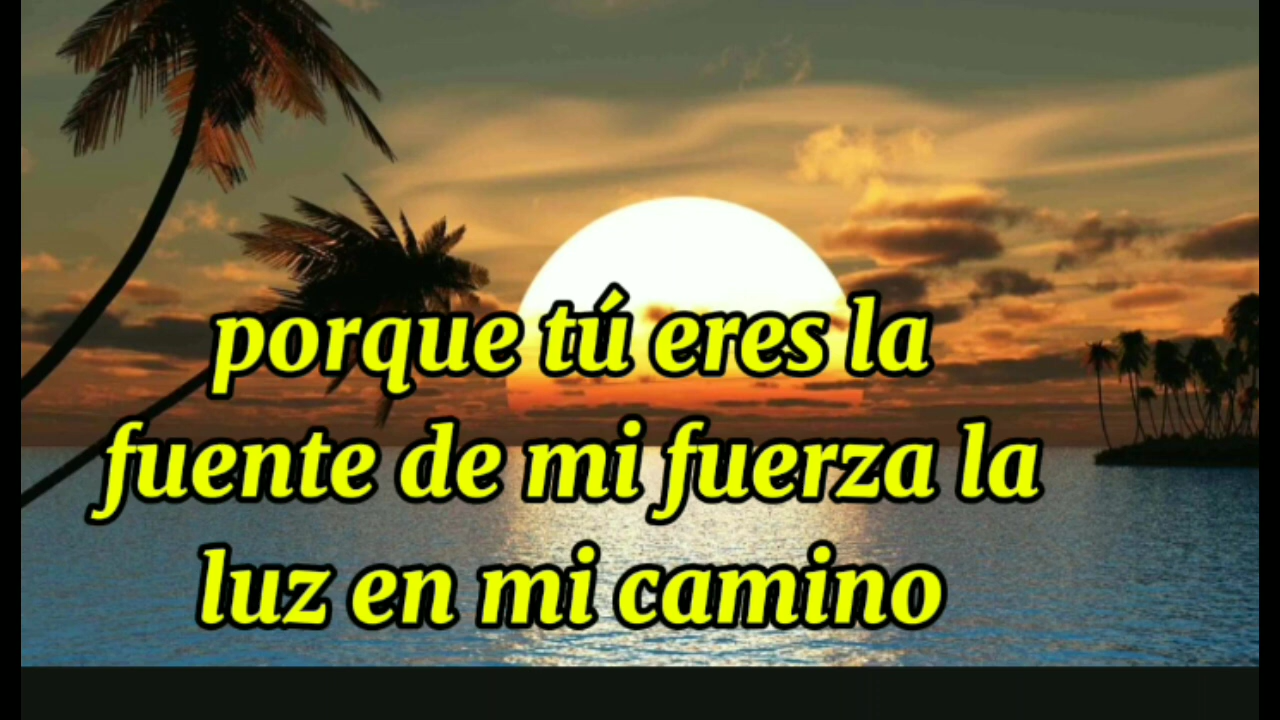 porque tú eres la
fuente de mi fuerza la
luz en mi camino